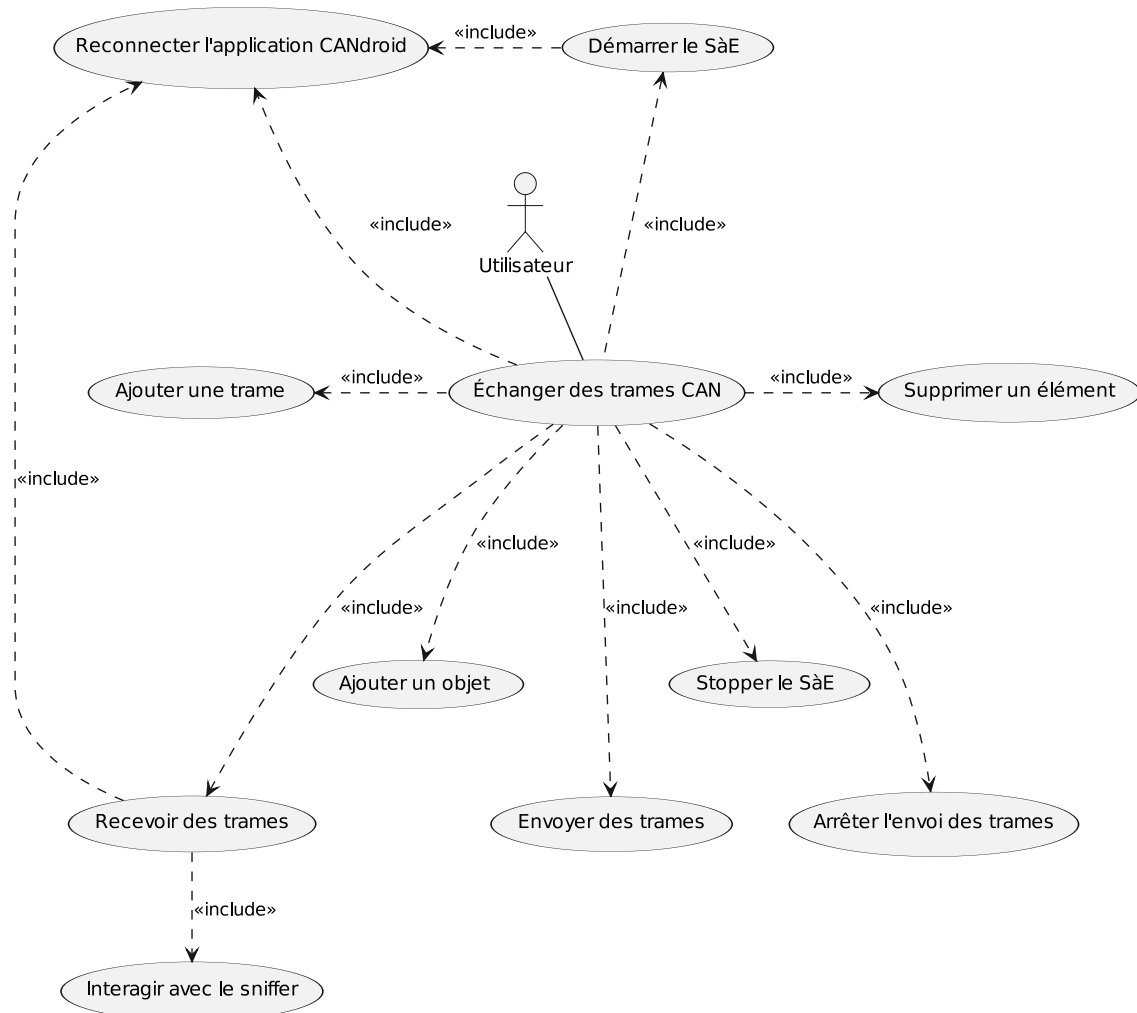 Reconnecter l'application CANdroid
«include»
Démarrer le SàE
«include»
«include»
Utilisateur
Ajouter une trame
«include»
Échanger des trames CAN
«include»
Supprimer un élément
«include»
«include»
«include»
«include»
«include»
«include»
Ajouter un objet
Stopper le SàE
Recevoir des trames
Envoyer des trames
Arrêter l'envoi des trames
«include»
Interagir avec le sniffer